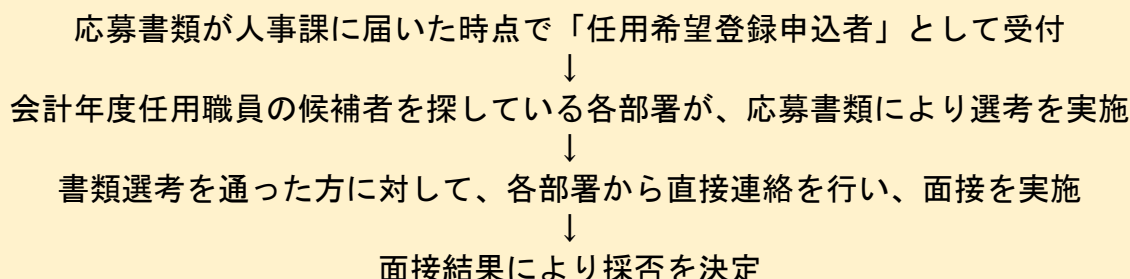 応募書類が人事課に届いた時点で「任用希望登録申込者」として受付
↓
会計年度任用職員の候補者を探している各部署が、応募書類により選考を実施
↓
書類選考を通った方に対して、各部署から直接連絡を行い、面接を実施
↓
面接結果により採否を決定